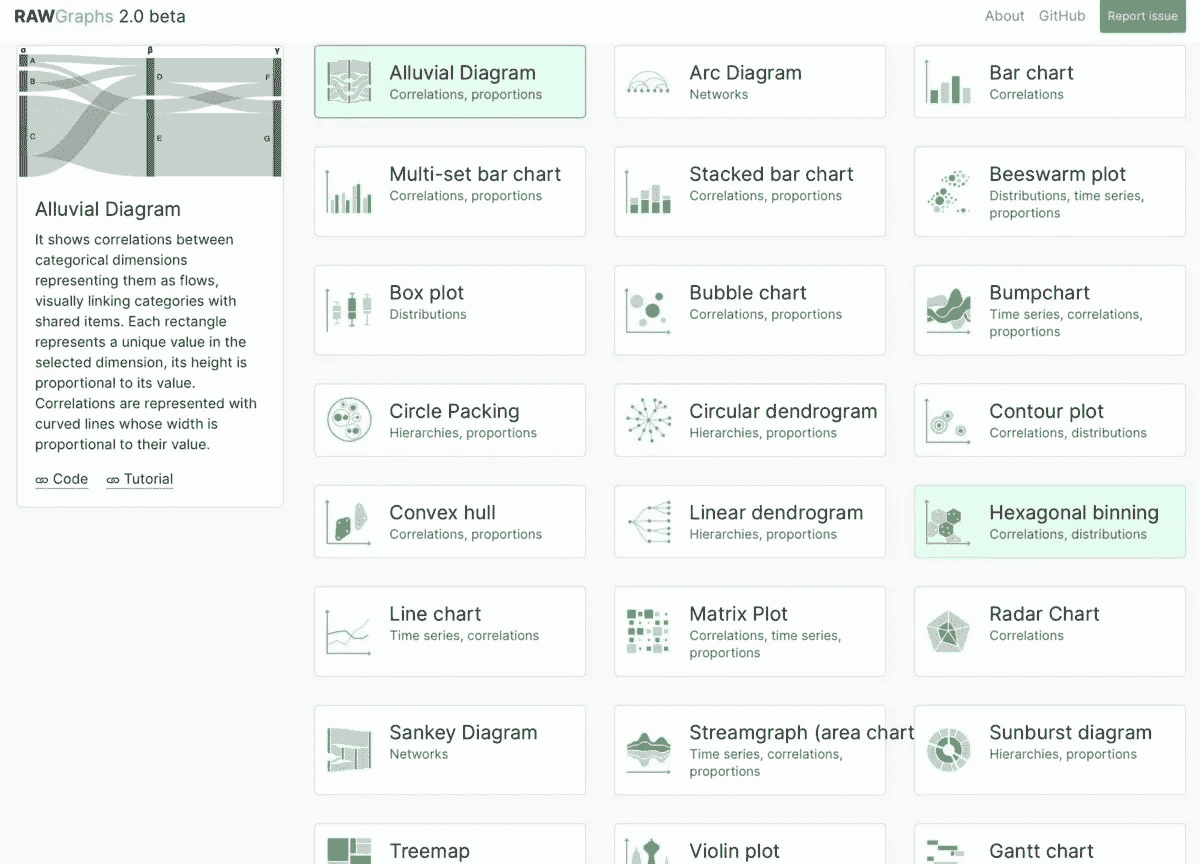 RAWGraphs 2.0 beta
About GitHub Report issue
α β γ
A
B
C
D
E
F
G
Alluvial Diagram
It shows correlations between
categorical dimensions
representing them as flows,
visually linking categories with
shared items. Each rectangle
represents a unique value in the
selected dimension, its height is
proportional to its value.
Correlations are represented with
curved lines whose width is
proportional to their value.
Code Tutorial
Alluvial Diagram
Correlations, proportions
Arc Diagram
Networks
Bar chart
Correlations
Multi-set bar chart
Correlations, proportions
Stacked bar chart
Correlations, proportions
Beeswarm plot
Distributions, time series,
proportions
Box plot
Distributions
Bubble chart
Correlations, proportions
Bumpchart
Time series, correlations,
proportions
Circle Packing
Hierarchies, proportions
Circular dendrogram
Hierarchies, proportions
Contour plot
Correlations, distributions
Convex hull
Correlations, proportions
Linear dendrogram
Hierarchies, proportions
Hexagonal binning
Correlations, distributions
Line chart
Time series, correlations
Matrix Plot
Correlations, time series,
proportions
Radar Chart
Correlations
Sankey Diagram
Networks
Streamgraph (area chart
Time series, correlations,
proportions
Sunburst diagram
Hierarchies, proportions
Treemap
Violin plot
Gantt chart